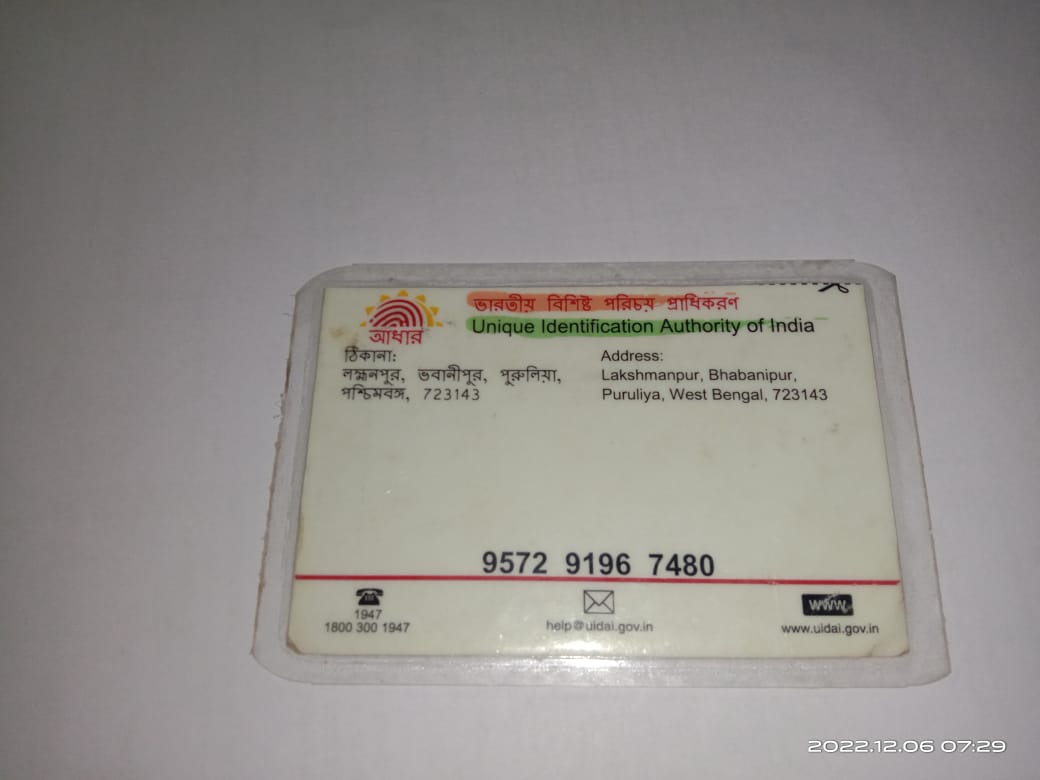 ভারতীয় বিশিষ্ট পরিচয় প্রাধিকরণ
Unique Identification Authority of India
আধার
ঠিকানা:
লক্ষনপুর, ভবানীপুর, পুরুলিয়া,
পশ্চিমবঙ্গ, 723143
Address:
Lakshmanpur, Bhabanipur,
Puruliya, West Bengal, 723143
9572 9196 7480
1947
1800 300 1947
help@uidai.gov.in
www
www.uidai.gov.in
2022.12.06 07:29